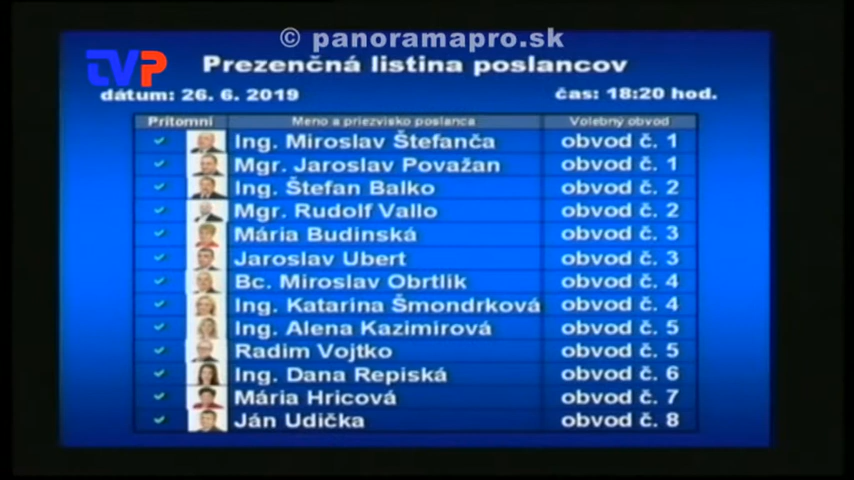 © panoramapro.sk
TVP
Prezenčná listina poslancov
dátum: 26. 6. 2019 čas: 18:20 hod.
Prítomní Meno a priezvisko poslanca Volebný obvod
Ing. Miroslav Štefanča obvod č. 1
Mgr. Jaroslav Považan obvod č. 1
Ing. Štefan Balko obvod č. 2
Mgr. Rudolf Vallo obvod č. 2
Mária Budinská obvod č. 3
Jaroslav Ubert obvod č. 3
Bc. Miroslav Obrtlík obvod č. 4
Ing. Katarína Šmondrková obvod č. 4
Ing. Alena Kazimírová obvod č. 5
Radim Vojtko obvod č. 5
Ing. Dana Repiská obvod č. 6
Mária Hricová obvod č. 7
Ján Udička obvod č. 8